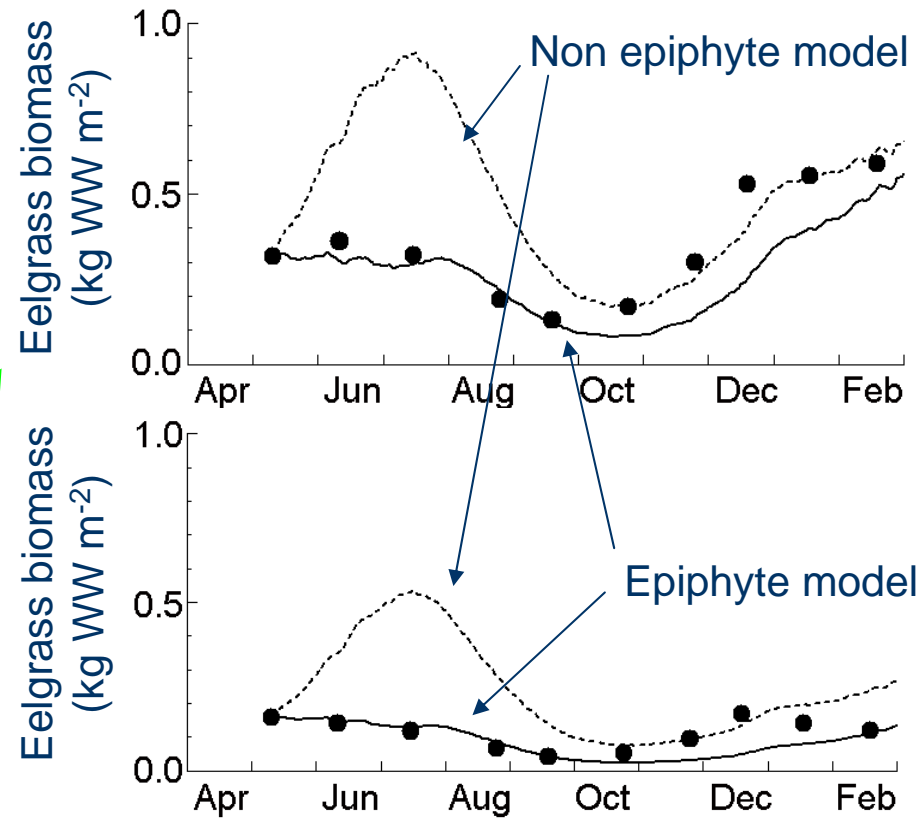 Eelgrass biomass
(kg WW m-2)
1.0
0.5
0.0
Non epiphyte model
Apr Jun Aug Oct Dec Feb
Eelgrass biomass
(kg WW m-2)
1.0
0.5
0.0
Epiphyte model
Apr Jun Aug Oct Dec Feb